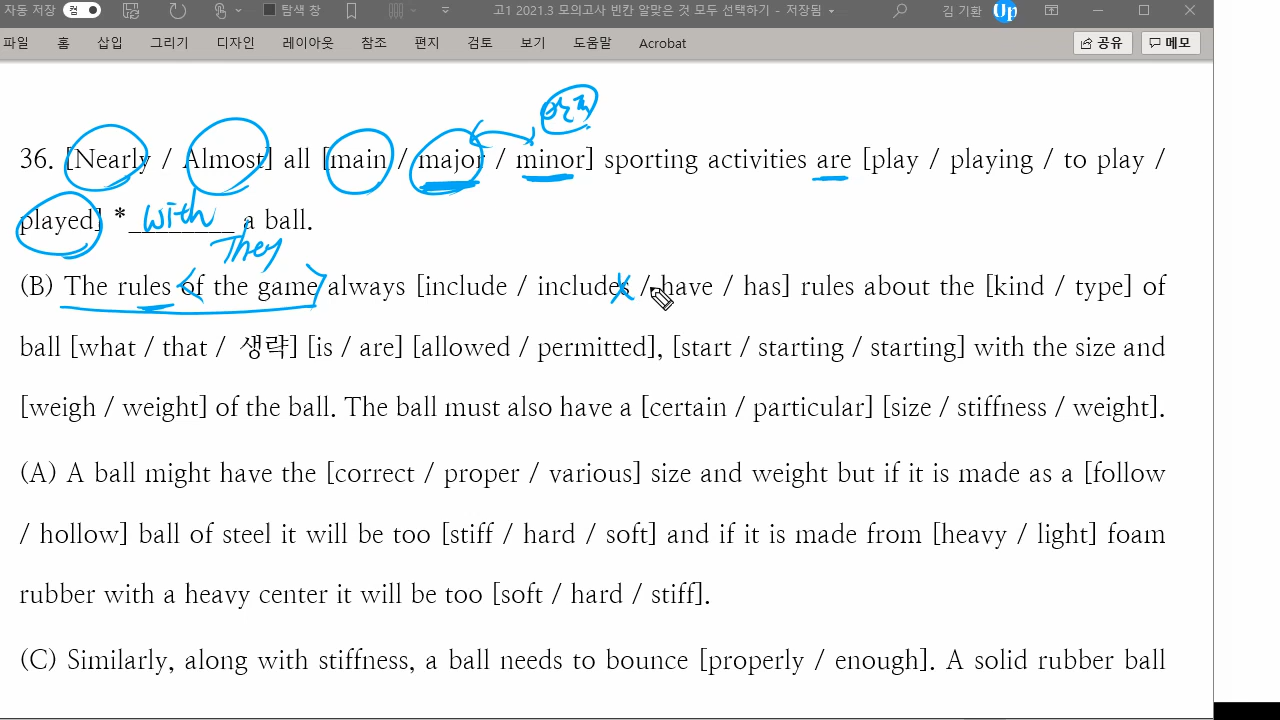 자동 저장 컴 탐색 창 고1 2021.3 모의고사 빈칸 알맞은 것 모두 선택하기 - 저장됨 김 기환 Up
파일 홈 삽입 그리기 디자인 레이아웃 참조 편지 검토 보기 도움말 Acrobat 공유 메모
36. [Nearly / Almost] all [main / major / minor] sporting activities are [play / playing / to play /
played] *________ a ball.
with
They
(B) The rules of the game always [include / includes / have / has] rules about the [kind / type] of
ball [what / that / 생략] [is / are] [allowed / permitted], [start / starting / starting] with the size and
[weigh / weight] of the ball. The ball must also have a [certain / particular] [size / stiffness / weight].
(A) A ball might have the [correct / proper / various] size and weight but if it is made as a [follow
/ hollow] ball of steel it will be too [stiff / hard / soft] and if it is made from [heavy / light] foam
rubber with a heavy center it will be too [soft / hard / stiff].
(C) Similarly, along with stiffness, a ball needs to bounce [properly / enough]. A solid rubber ball